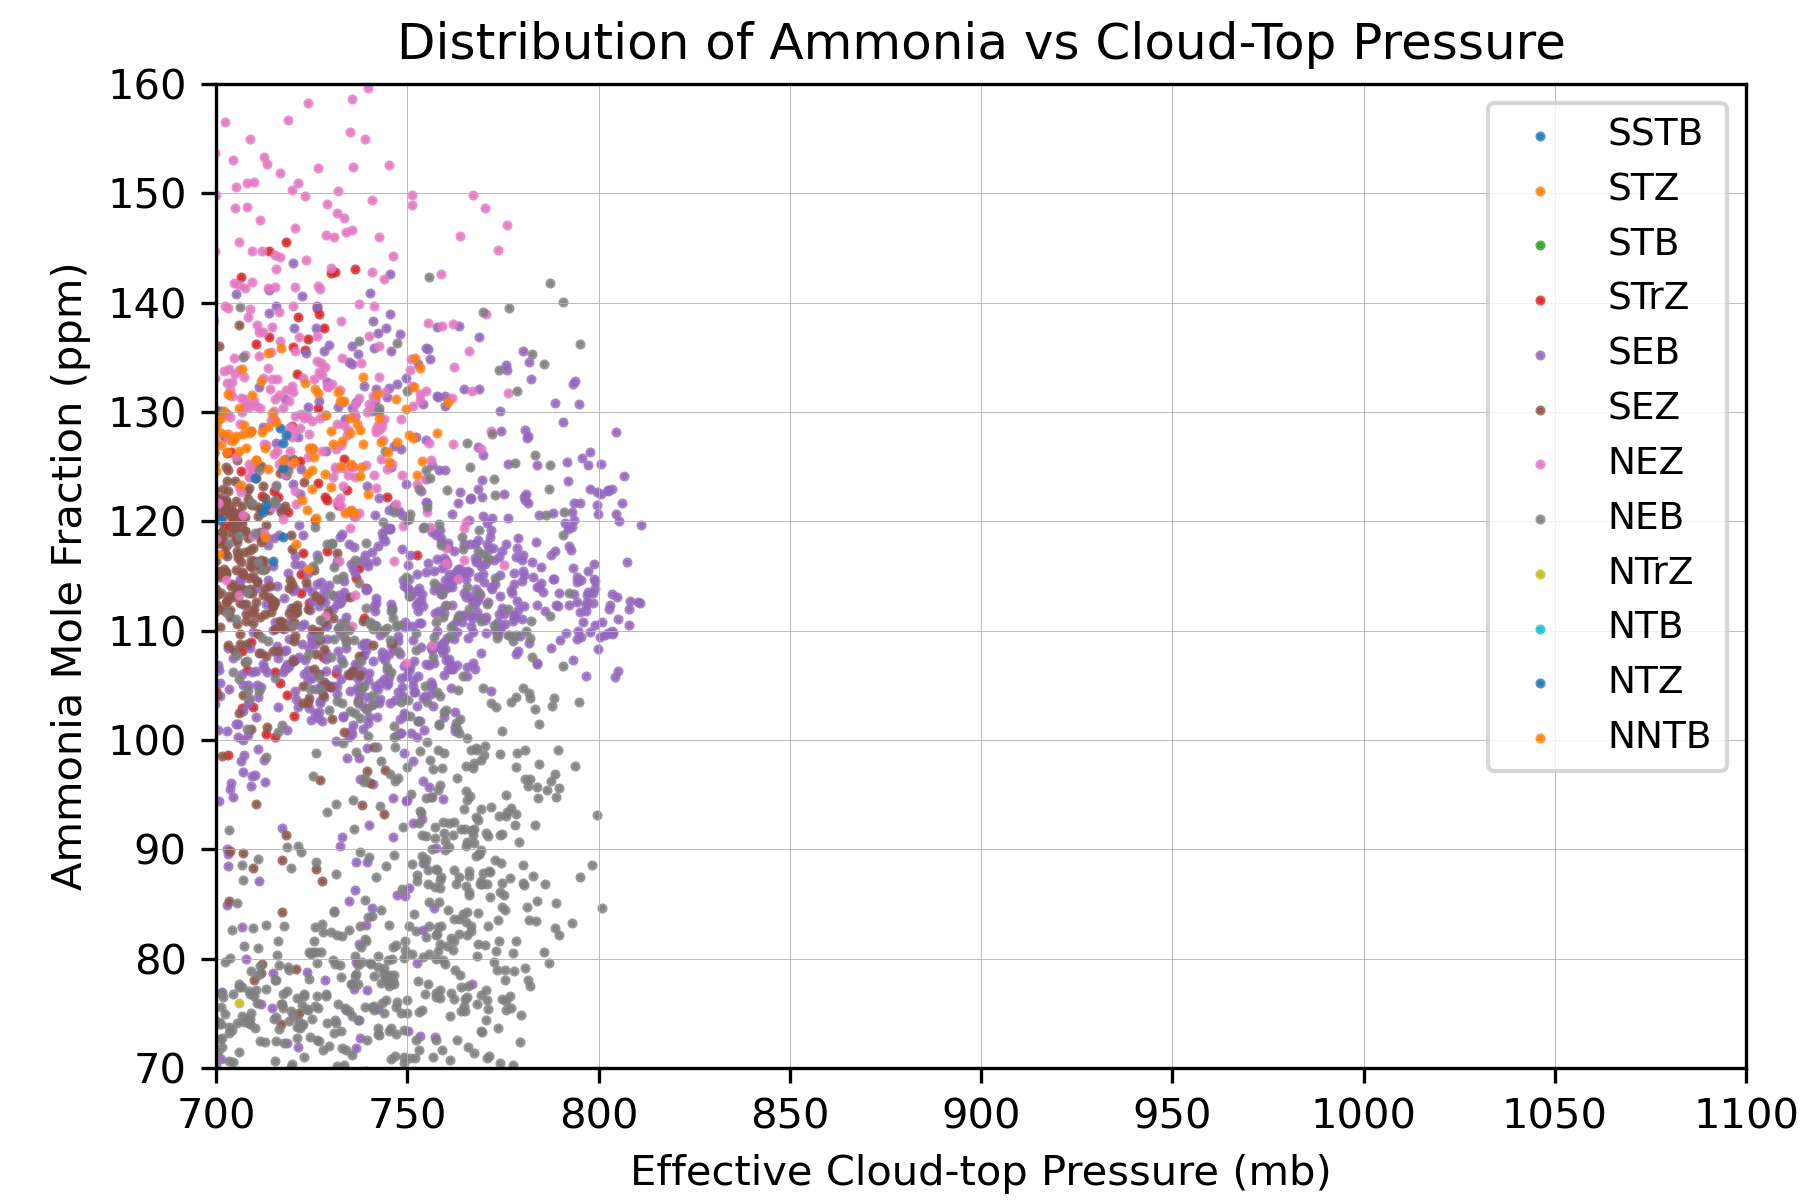 Distribution of Ammonia vs Cloud-Top Pressure
160
150
140
130
120
110
100
90
80
70
Ammonia Mole Fraction (ppm)
SSTB
STZ
STB
STrZ
SEB
SEZ
NEZ
NEB
NTrZ
NTB
NTZ
NNTB
700 750 800 850 900 950 1000 1050 1100
Effective Cloud-top Pressure (mb)